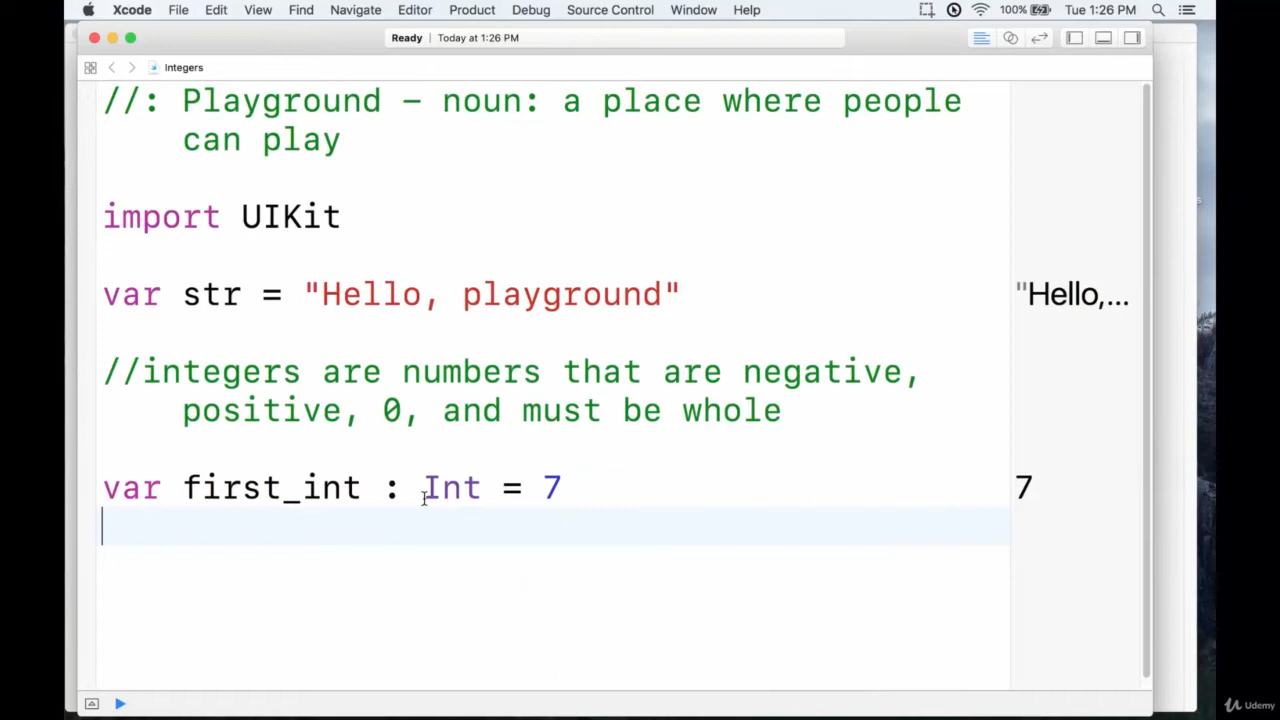 Xcode File Edit View Find Navigate Editor Product Debug Source Control Window Help 100% Tue 1:26 PM
Ready | Today at 1:26 PM
Integers
//: Playground – noun: a place where people
can play
import UIKit
var str = "Hello, playground"
"Hello,...
//integers are numbers that are negative,
positive, 0, and must be whole
var first_int : Int = 7
7
Udemy